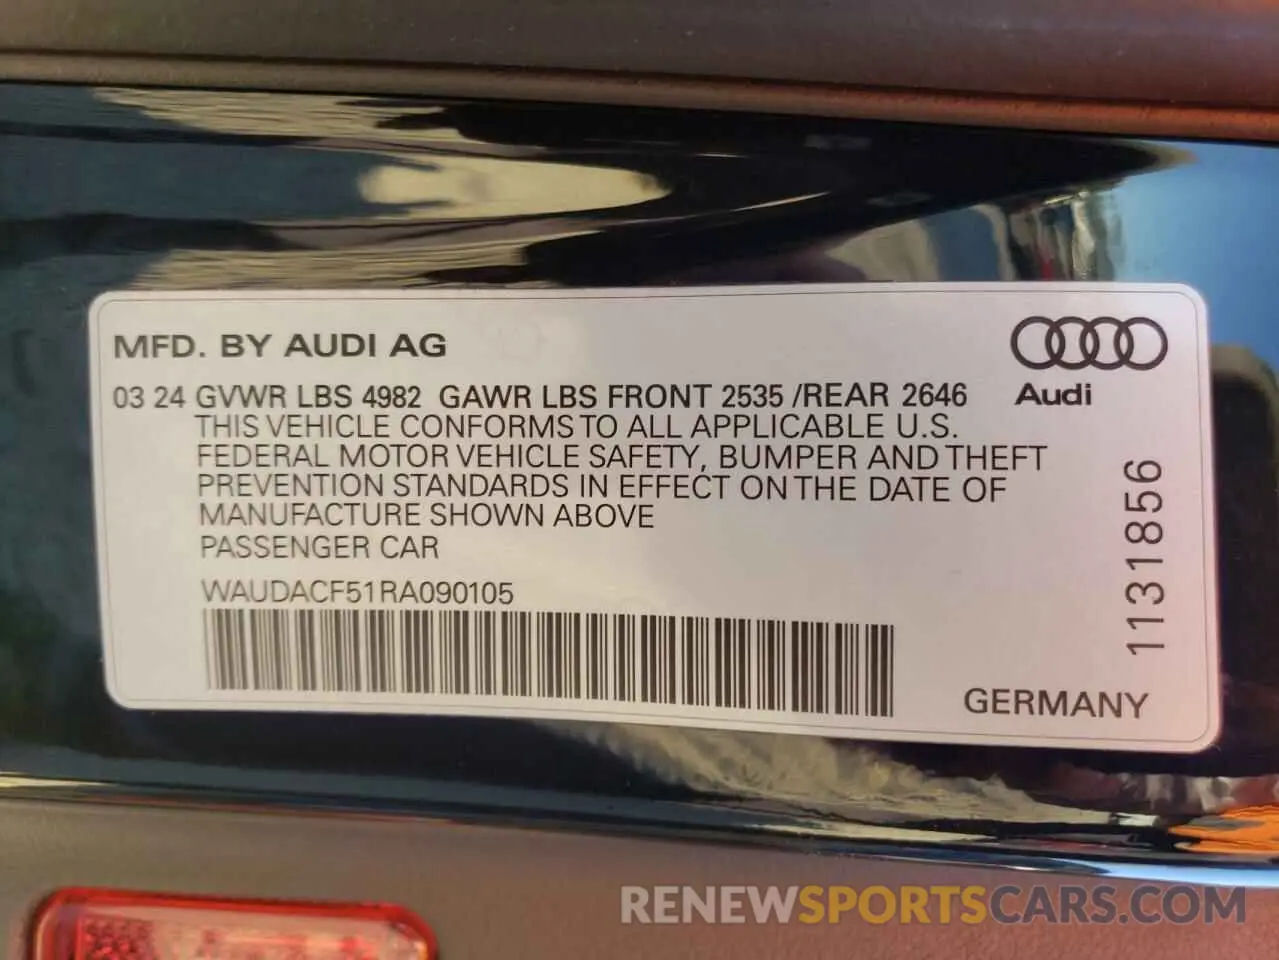 MFD. BY AUDI AG
Audi
03 24 GVWR LBS 4982 GAWR LBS FRONT 2535 /REAR 2646
THIS VEHICLE CONFORMS TO ALL APPLICABLE U.S.
FEDERAL MOTOR VEHICLE SAFETY, BUMPER AND THEFT
PREVENTION STANDARDS IN EFFECT ON THE DATE OF
MANUFACTURE SHOWN ABOVE
PASSENGER CAR
WAUDACF51RA090105
1131856
GERMANY
RENEWSPORTSCARS.COM